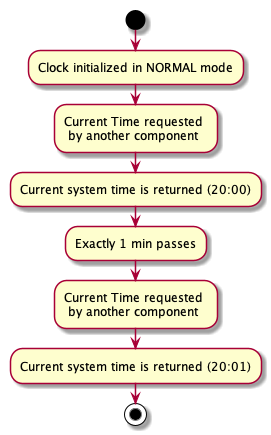 Clock initialized in NORMAL mode
Current Time requested
by another component
Current system time is returned (20:00)
Exactly 1 min passes
Current Time requested
by another component
Current system time is returned (20:01)